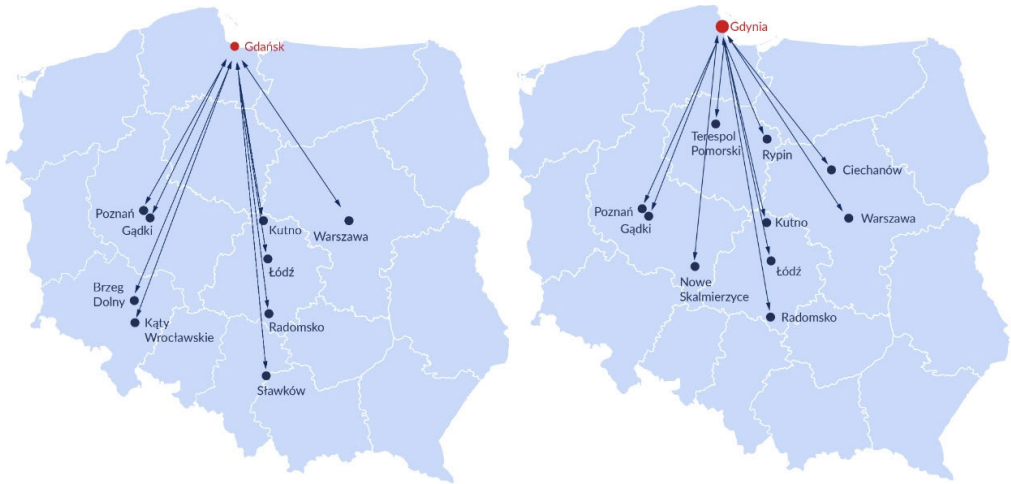 Gdańsk
Poznań
Gądki
Kutno
Warszawa
Łódź
Brzeg
Dolny
Kąty
Wrocławskie
Radomsko
Sławków
Gdynia
Terespol
Pomorski
Rypin
Ciechanów
Poznań
Gądki
Kutno
Warszawa
Łódź
Nowe
Skalmierzyce
Radomsko